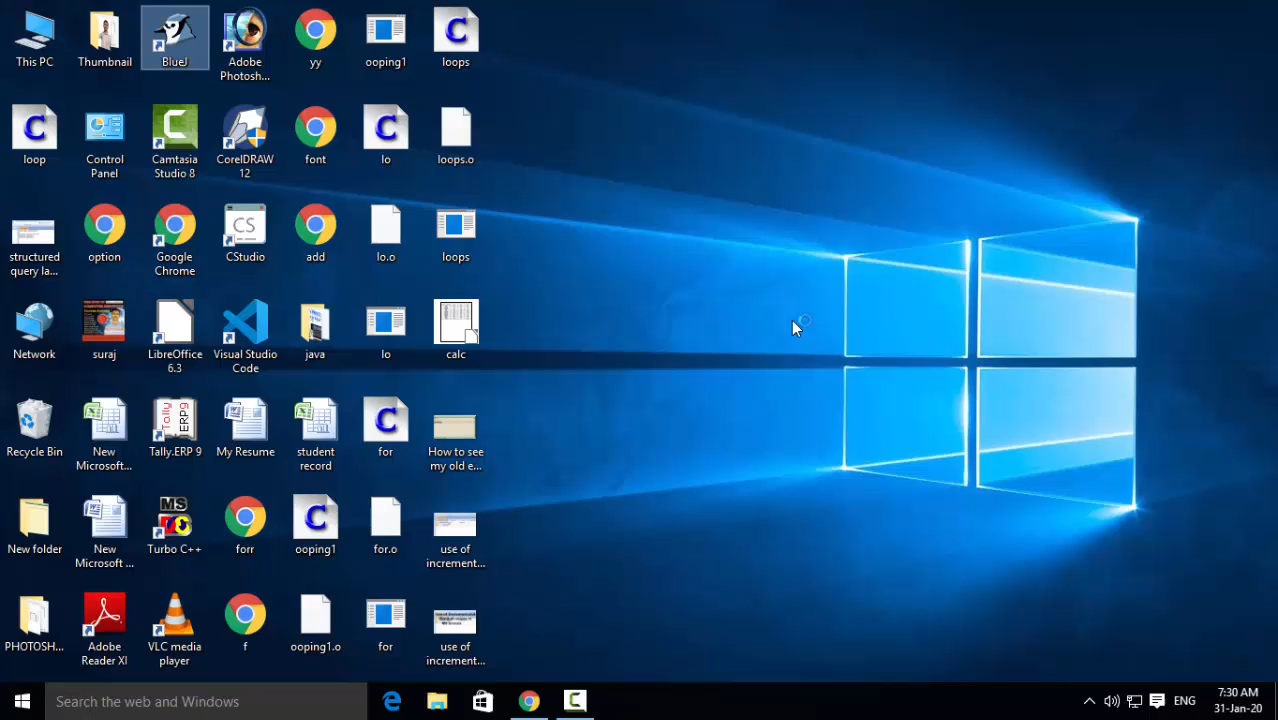 This PC
Thumbnail
BlueJ
Adobe
Photosh...
yy
ooping1
loops
loop
Control
Panel
Camtasia
Studio 8
CorelDRAW
12
font
lo
loops.o
structured
query la...
option
Google
Chrome
CStudio
add
lo.o
loops
Network
suraj
LibreOffice
6.3
Visual Studio
Code
java
lo
calc
Recycle Bin
New
Microsoft...
Tally.ERP 9
My Resume
student
record
for
How to see
my old e...
New folder
New
Microsoft ...
Turbo C++
forr
ooping1
for.o
use of
increment...
PHOTOSH...
Adobe
Reader XI
VLC media
player
f
ooping1.o
for
use of
increment...
Search the web and Windows
ENG
7:30 AM
31-Jan-20